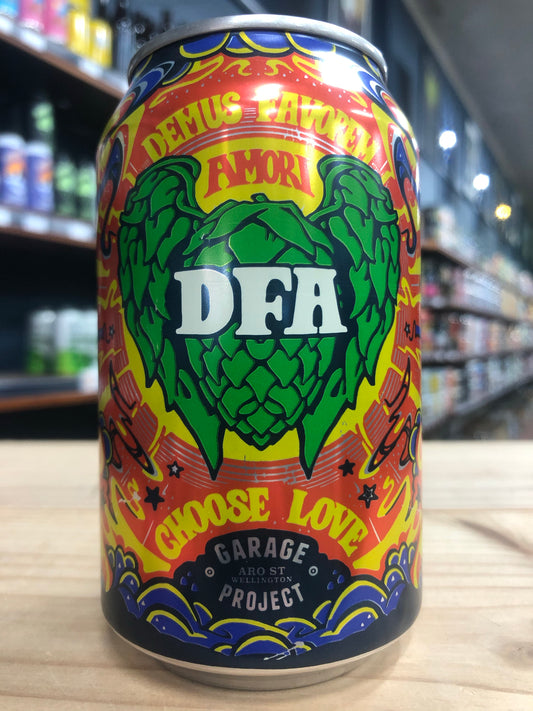 DEMUS FAVOREM
AMORI
DFA
CHOOSE LOVE
GARAGE
ARO ST
WELLINGTON
PROJECT